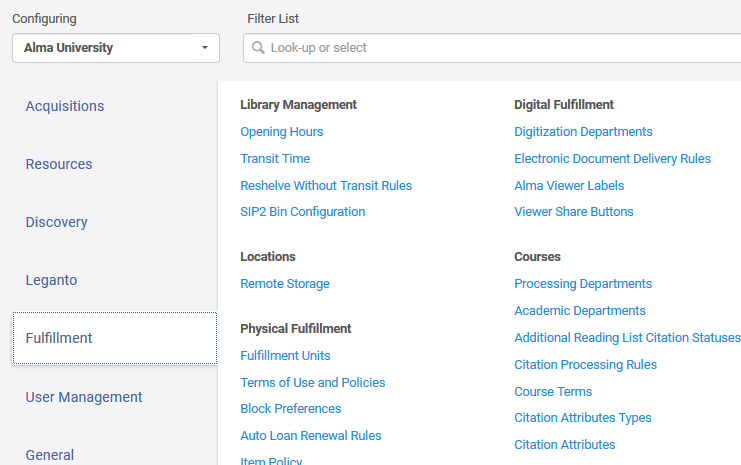 Configuring
Filter List
Alma University
Look-up or select
Acquisitions
Resources
Discovery
Leganto
Fulfillment
User Management
General
Library Management
Opening Hours
Transit Time
Reshelve Without Transit Rules
SIP2 Bin Configuration
Locations
Remote Storage
Physical Fulfillment
Fulfillment Units
Terms of Use and Policies
Block Preferences
Auto Loan Renewal Rules
Item Policy
Digital Fulfillment
Digitization Departments
Electronic Document Delivery Rules
Alma Viewer Labels
Viewer Share Buttons
Courses
Processing Departments
Academic Departments
Additional Reading List Citation Statuses
Citation Processing Rules
Course Terms
Citation Attributes Types
Citation Attributes